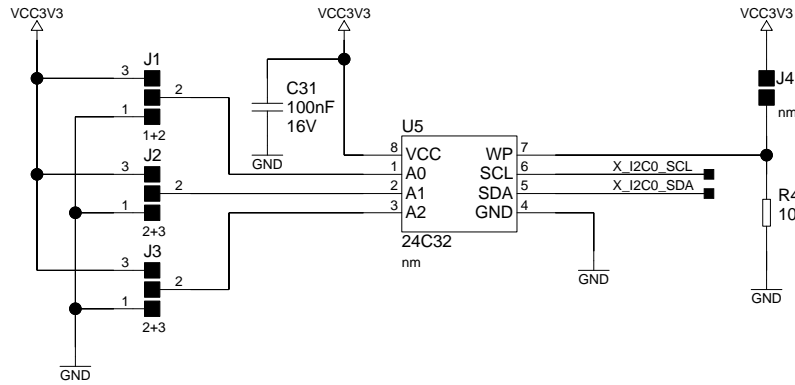 VCC3V3
VCC3V3
VCC3V3
J1
3
2
1
1+2
J2
3
2
1
2+3
J3
3
2
1
2+3
GND
C31
100nF
16V
GND
U5
8 VCC
1 A0
2 A1
3 A2
WP 7
SCL 6
SDA 5
GND 4
24C32
nm
X_I2C0_SCL
X_I2C0_SDA
GND
J4
nm
R4
10
GND